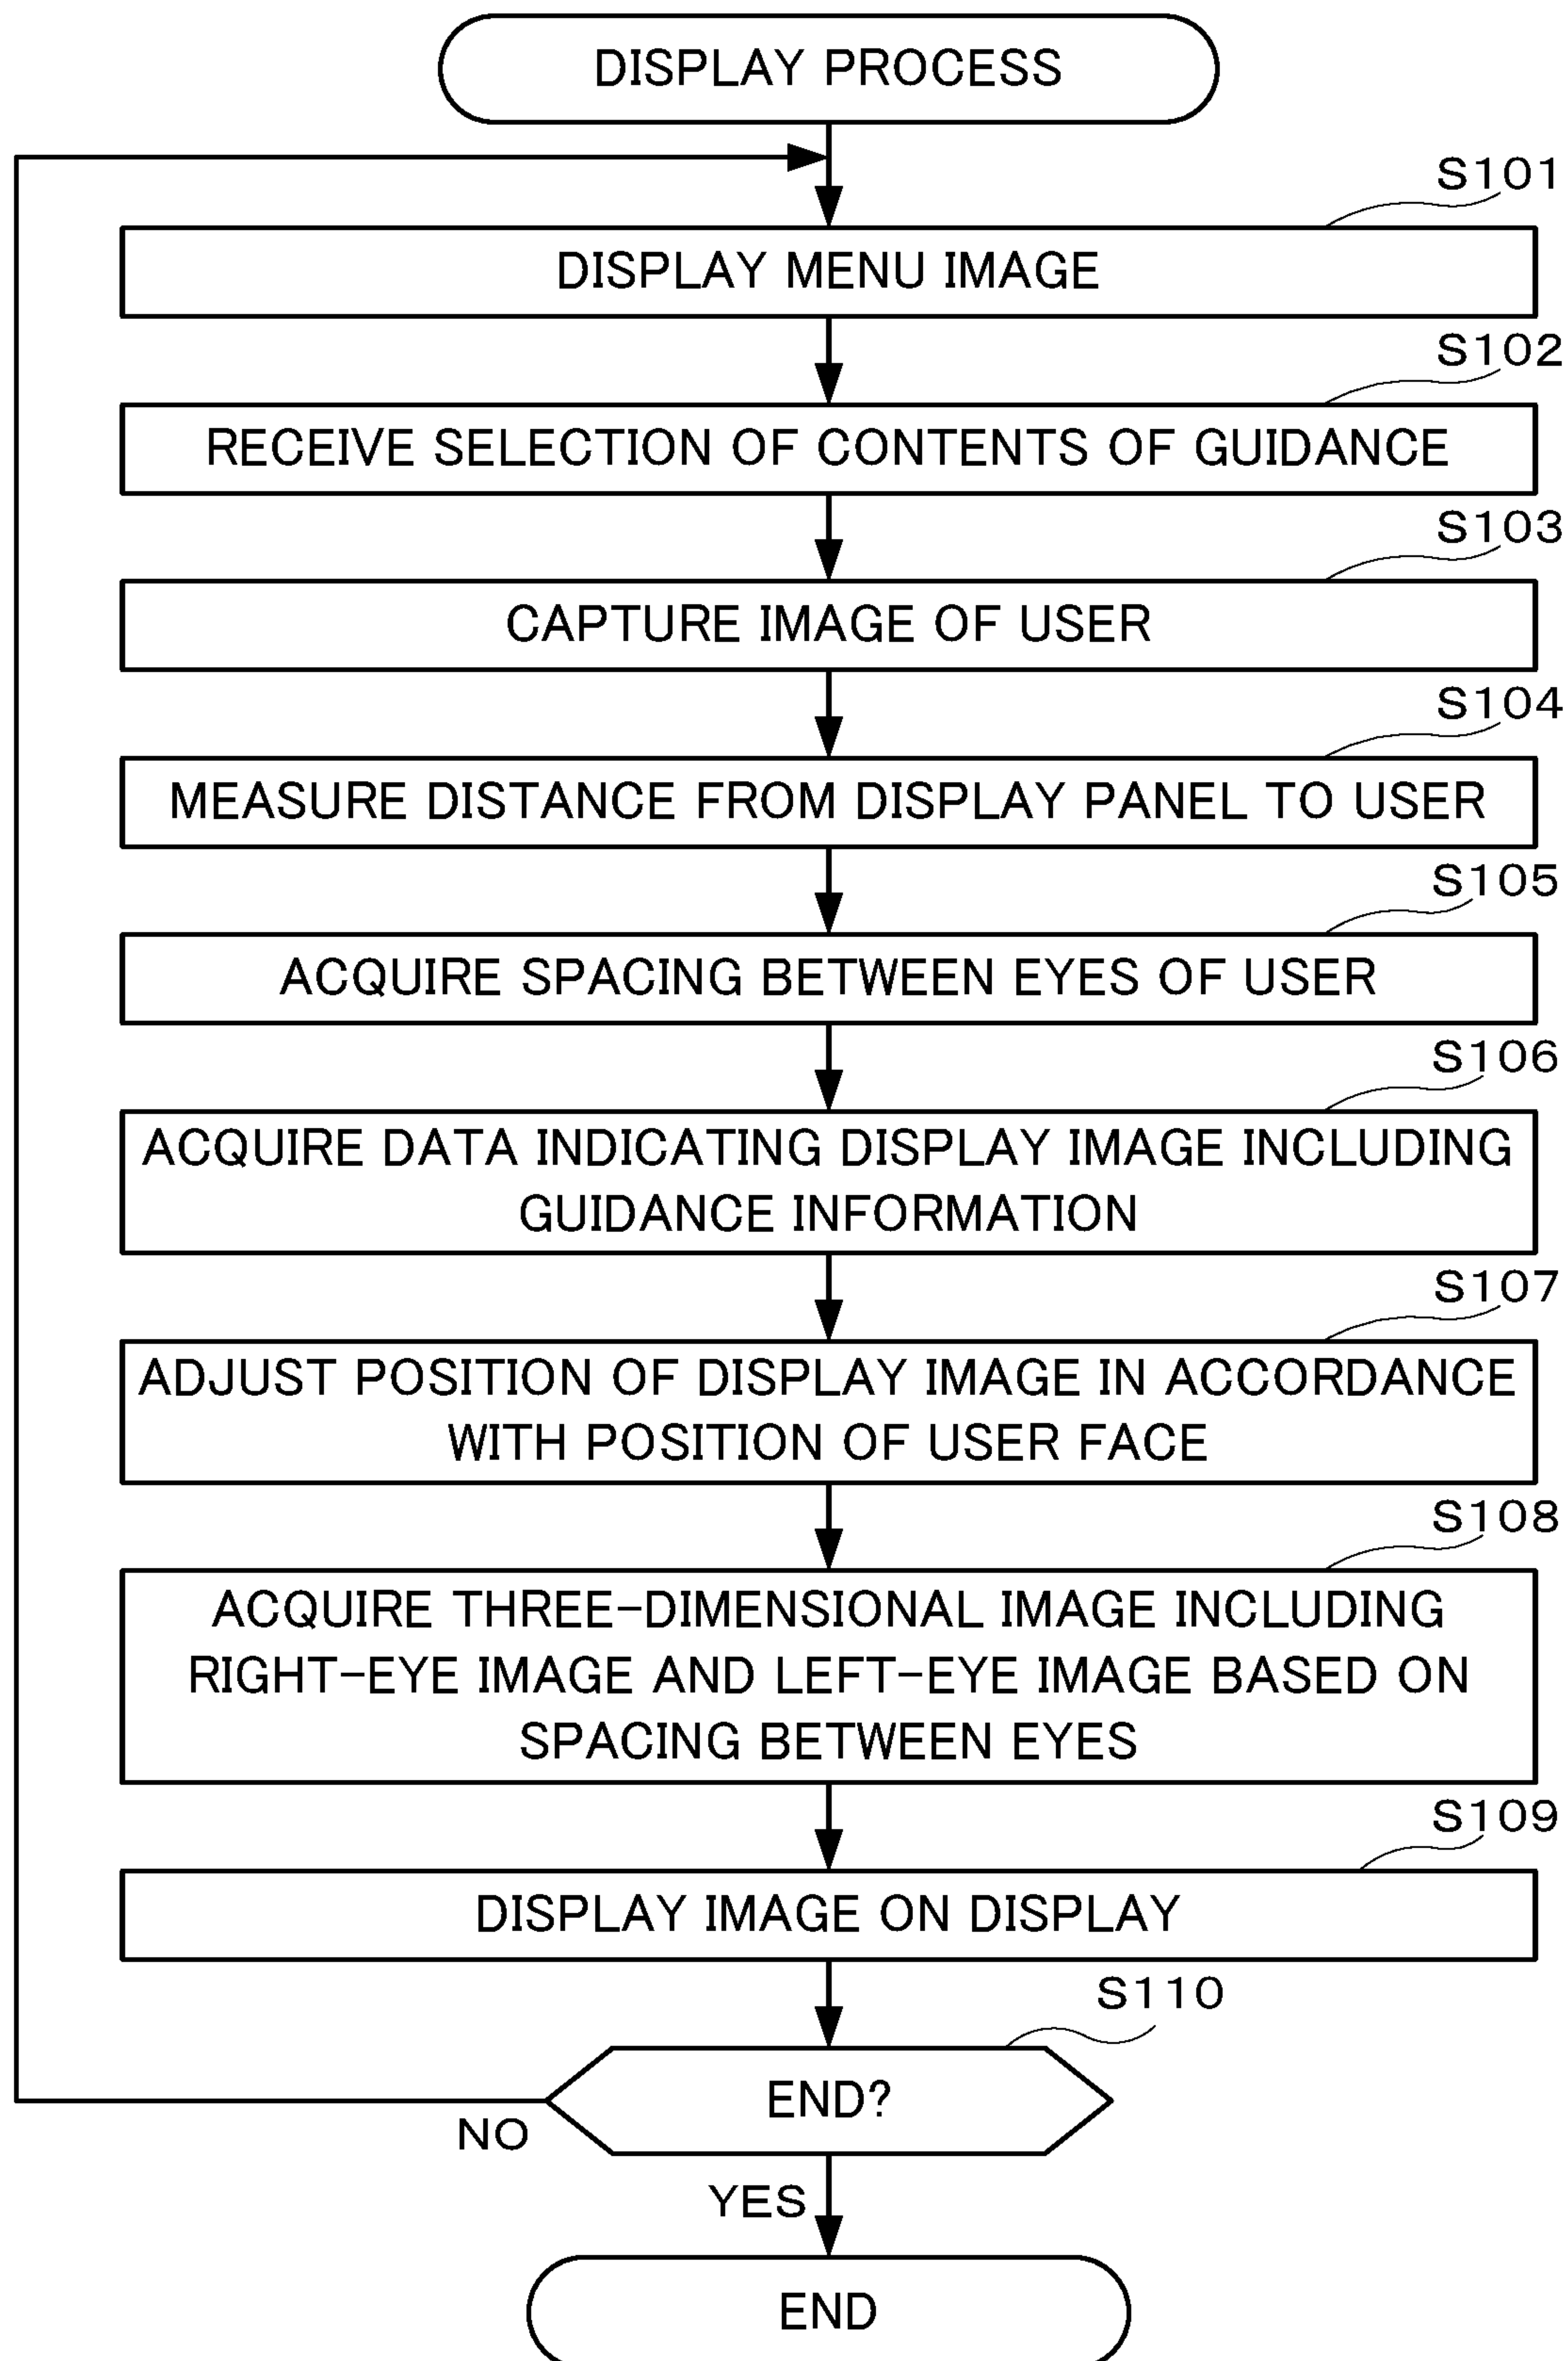 DISPLAY PROCESS
S101
DISPLAY MENU IMAGE
S102
RECEIVE SELECTION OF CONTENTS OF GUIDANCE
S103
CAPTURE IMAGE OF USER
S104
MEASURE DISTANCE FROM DISPLAY PANEL TO USER
S105
ACQUIRE SPACING BETWEEN EYES OF USER
S106
ACQUIRE DATA INDICATING DISPLAY IMAGE INCLUDING
GUIDANCE INFORMATION
S107
ADJUST POSITION OF DISPLAY IMAGE IN ACCORDANCE
WITH POSITION OF USER FACE
S108
ACQUIRE THREE-DIMENSIONAL IMAGE INCLUDING
RIGHT-EYE IMAGE AND LEFT-EYE IMAGE BASED ON
SPACING BETWEEN EYES
S109
DISPLAY IMAGE ON DISPLAY
S110
END?
NO
YES
END